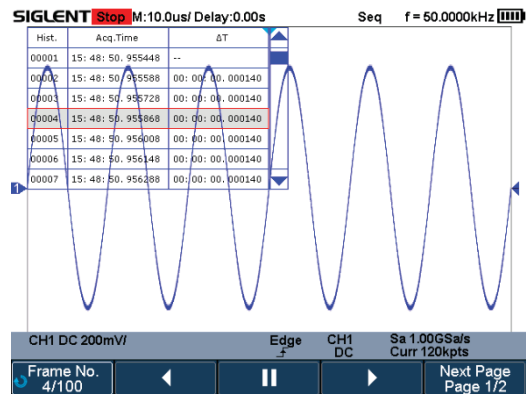 SIGLENT Stop M:10.0us/ Delay:0.00s Seq f = 50.0000kHz
Hist. Acq.Time ΔT
00001 15: 48: 50. 955448 --
00002 15: 48: 50. 955588 00: 00: 00. 000140
00003 15: 48: 50. 955728 00: 00: 00. 000140
00004 15: 48: 50. 955868 00: 00: 00. 000140
00005 15: 48: 50. 956008 00: 00: 00. 000140
00006 15: 48: 50. 956148 00: 00: 00. 000140
00007 15: 48: 50. 956288 00: 00: 00. 000140
1
CH1 DC 200mV/ Edge CH1 Sa 1.00GSa/s
DC Curr 120kpts
Frame No. Next Page
4/100 Page 1/2